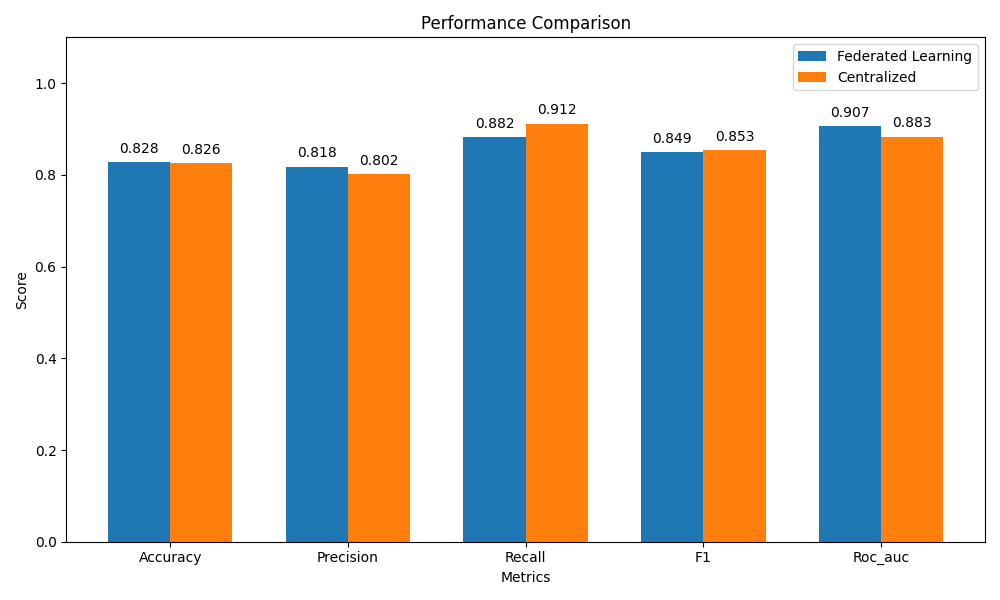 Performance Comparison
Federated Learning
Centralized
1.0
0.8
0.6
0.4
0.2
0.0
Score
0.828
0.826
0.818
0.802
0.882
0.912
0.849
0.853
0.907
0.883
Accuracy
Precision
Recall
F1
Roc_auc
Metrics